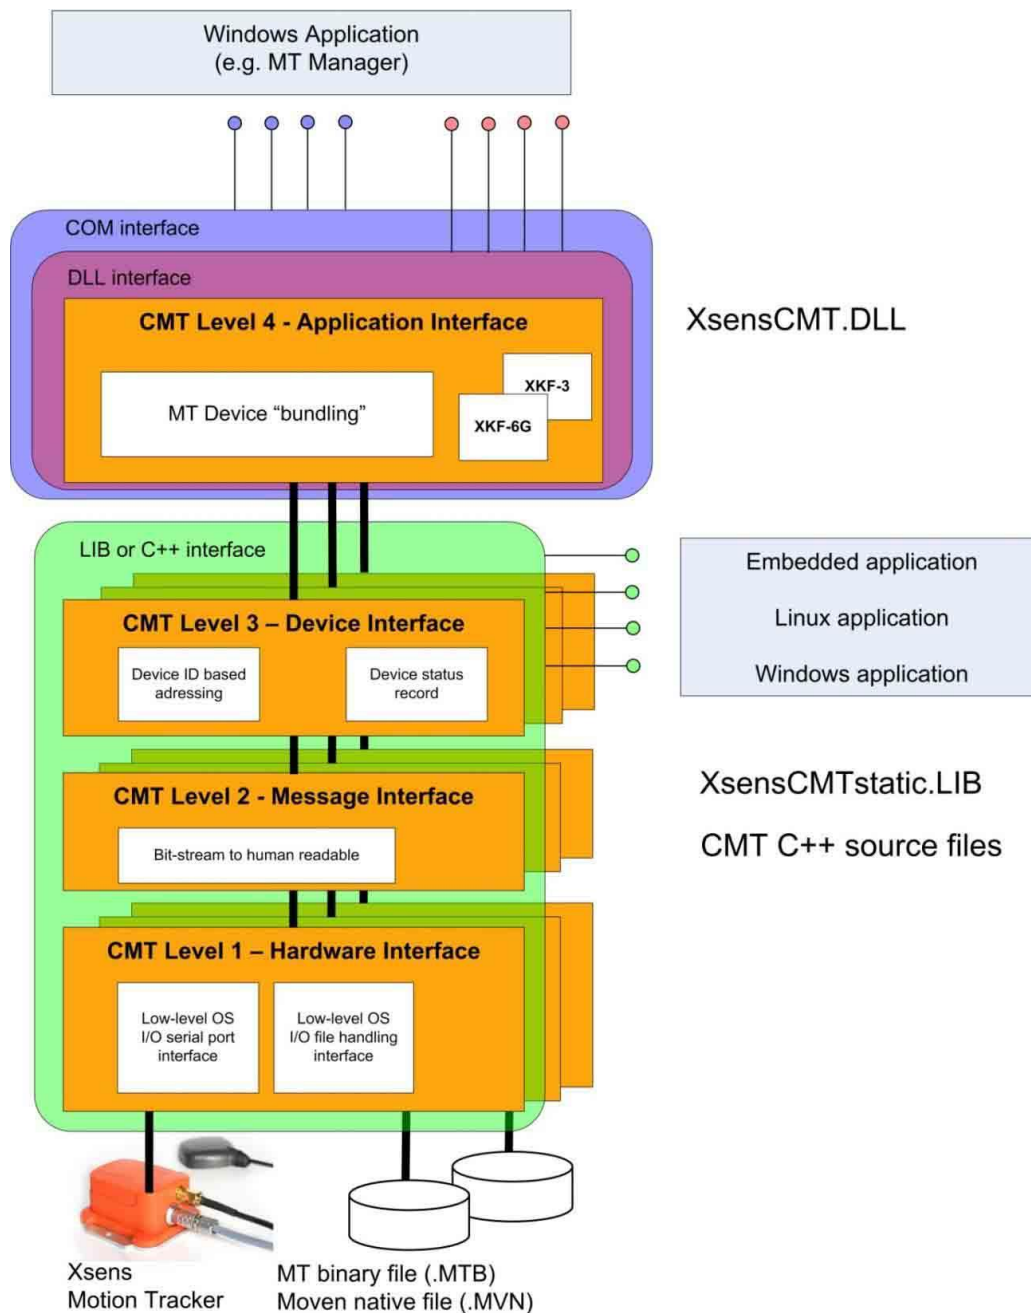 Windows Application
(e.g. MT Manager)
COM interface
DLL interface
CMT Level 4 - Application Interface
MT Device “bundling”
XKF-3
XKF-6G
XsensCMT.DLL
LIB or C++ interface
CMT Level 3 – Device Interface
Device ID based
adressing
Device status
record
Embedded application
Linux application
Windows application
CMT Level 2 - Message Interface
Bit-stream to human readable
XsensCMTstatic.LIB
CMT C++ source files
CMT Level 1 – Hardware Interface
Low-level OS
I/O serial port
interface
Low-level OS
I/O file handling
interface
Xsens
Motion Tracker
MT binary file (.MTB)
Moven native file (.MVN)